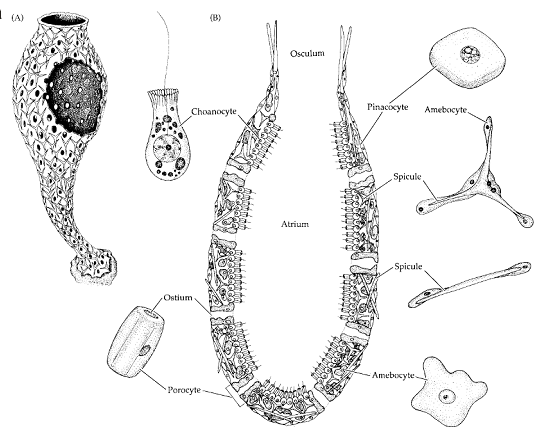 (A)
(B)
Osculum
Choanocyte
Pinacocyte
Amebocyte
Spicule
Atrium
Spicule
Ostium
Amebocyte
Porocyte